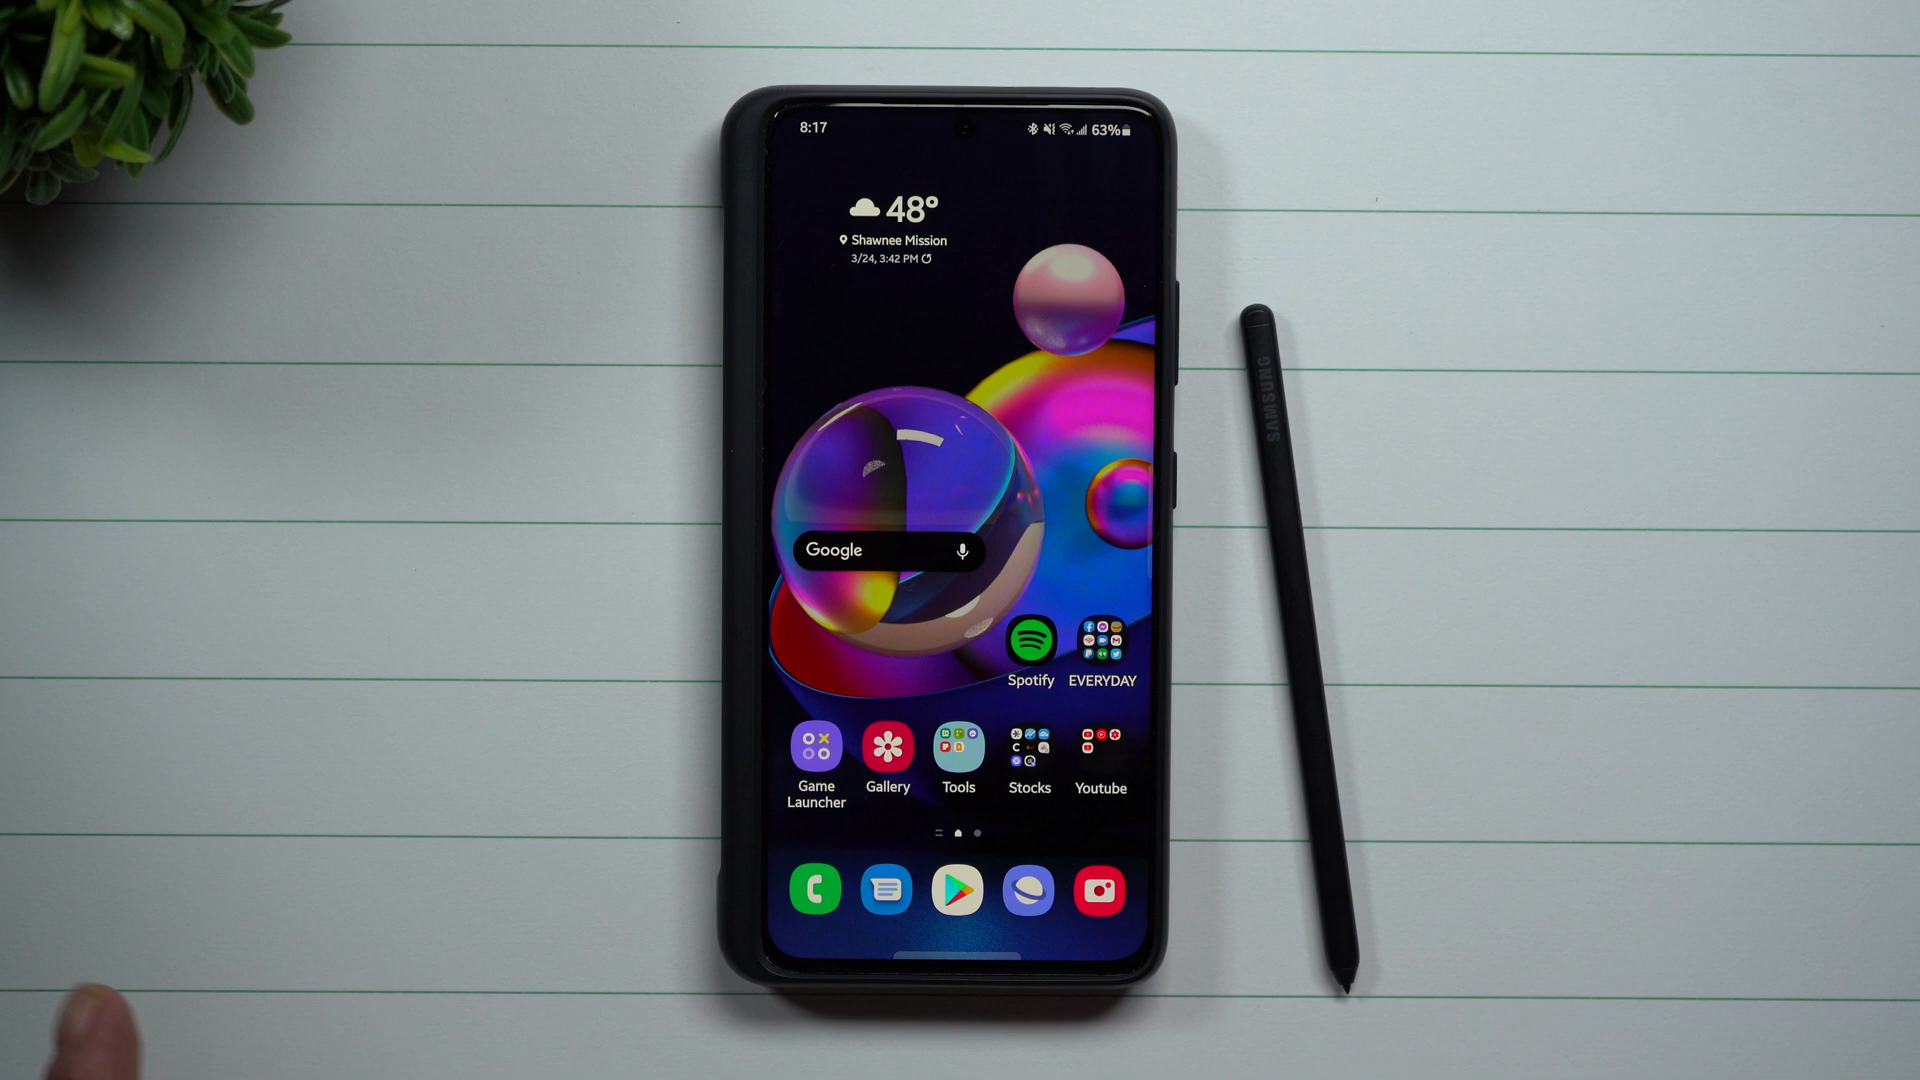 8:17
63%
48°
Shawnee Mission
3/24, 3:42 PM
SAMSUNG
Google
Spotify
EVERYDAY
Game
Launcher
Gallery
Tools
Stocks
Youtube